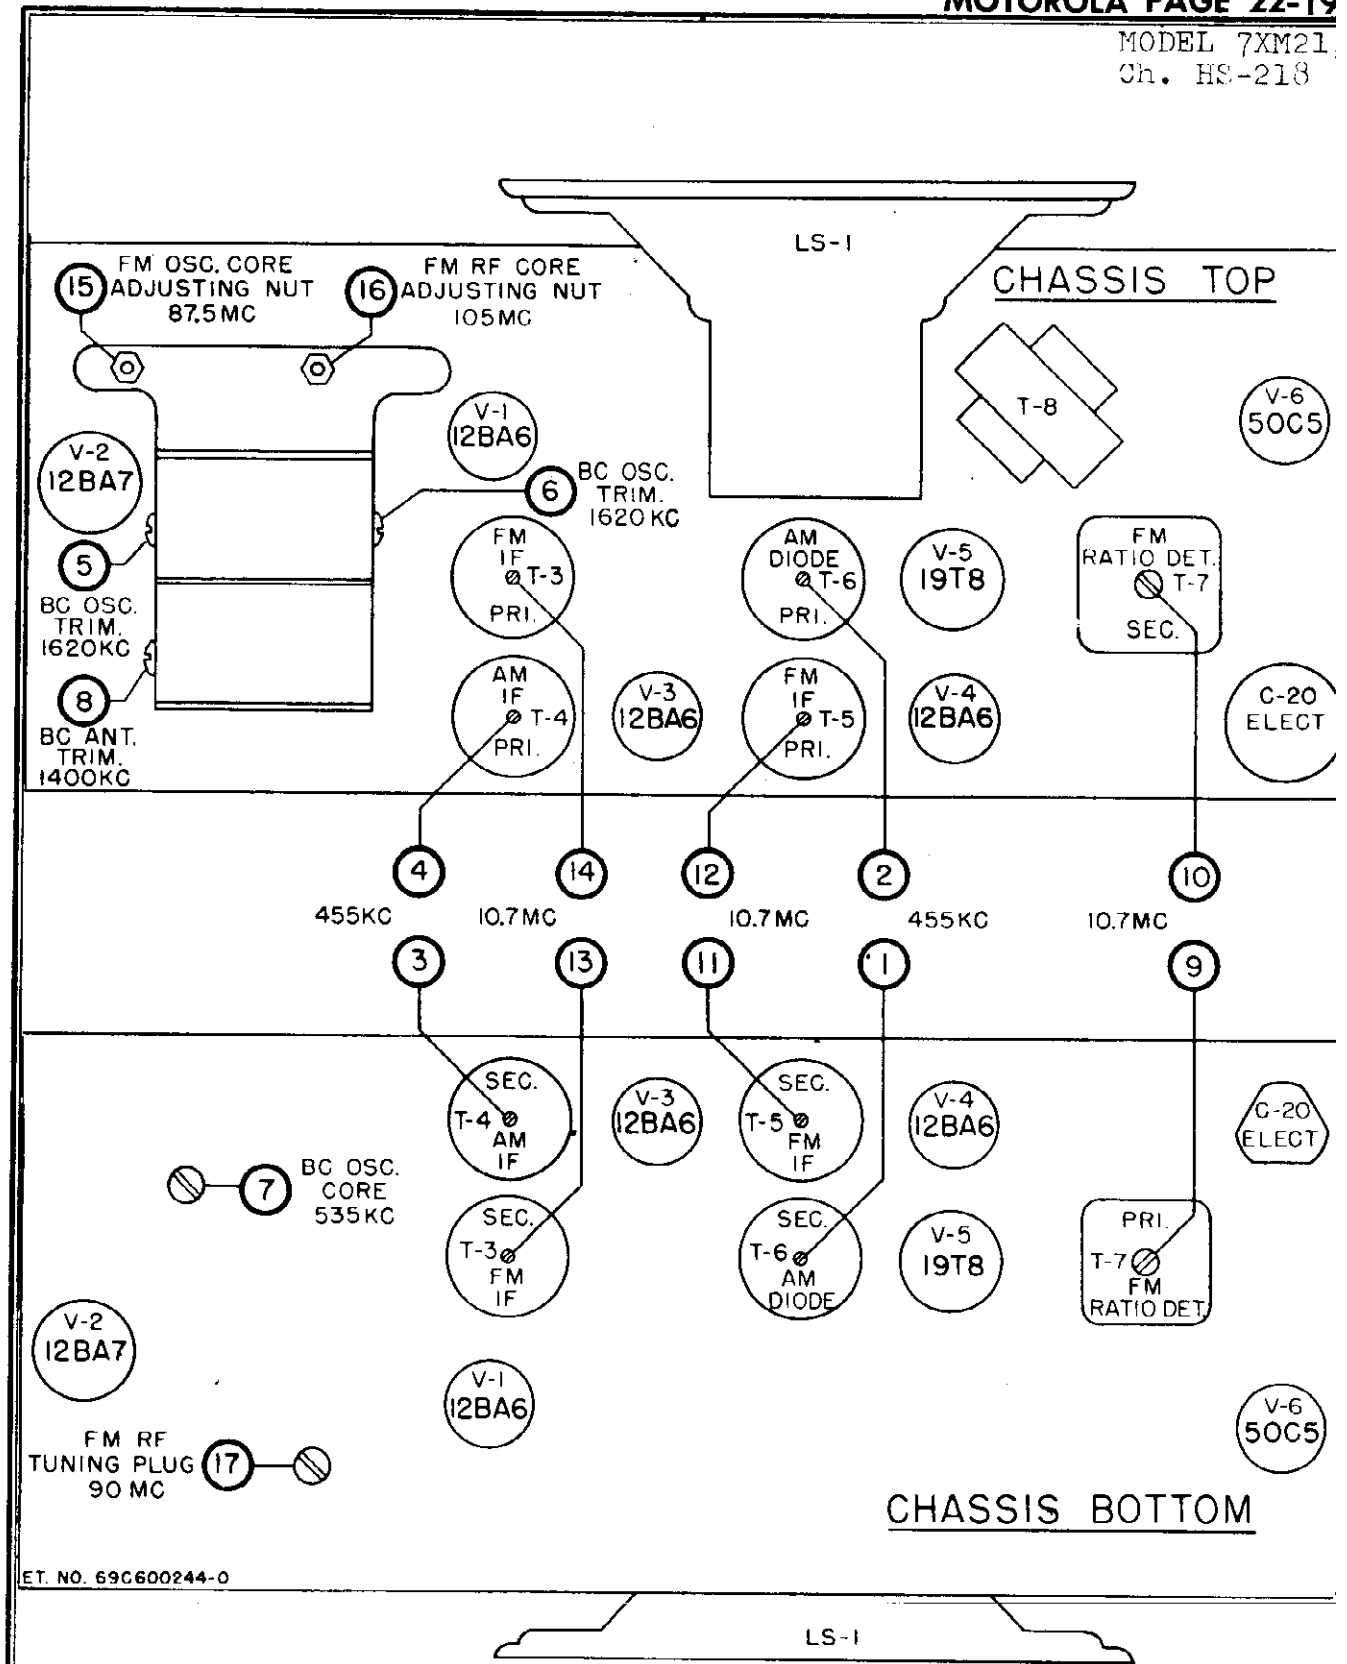 MOTOROLA PAGE 22-19
MODEL 7XM21,
Ch. HS-218
LS-1
CHASSIS TOP
15
FM OSC. CORE
ADJUSTING NUT
87.5MC
16
FM RF CORE
ADJUSTING NUT
105MC
V-1
12BA6
V-2
12BA7
6
BC OSC.
TRIM.
1620KC
5
BC OSC.
TRIM.
1620KC
8
BC ANT.
TRIM.
1400KC
T-8
V-6
50C5
FM
IF
T-3
PRI.
AM
DIODE
T-6
PRI.
V-5
19T8
FM
RATIO DET.
T-7
SEC.
AM
IF
T-4
PRI.
V-3
12BA6
FM
IF
T-5
PRI.
V-4
12BA6
C-20
ELECT
4
14
12
2
10
455KC
10.7MC
10.7MC
455KC
10.7MC
3
13
11
1
9
SEC.
T-4
AM
IF
V-3
12BA6
SEC.
T-5
FM
IF
V-4
12BA6
C-20
ELECT
7
BC OSC.
CORE
535KC
SEC.
T-3
FM
IF
SEC.
T-6
AM
DIODE
V-5
19T8
PRI.
T-7
FM
RATIO DET.
V-2
12BA7
V-1
12BA6
V-6
50C5
FM RF
TUNING PLUG
90 MC
17
CHASSIS BOTTOM
ET. NO. 69C600244-0
LS-1